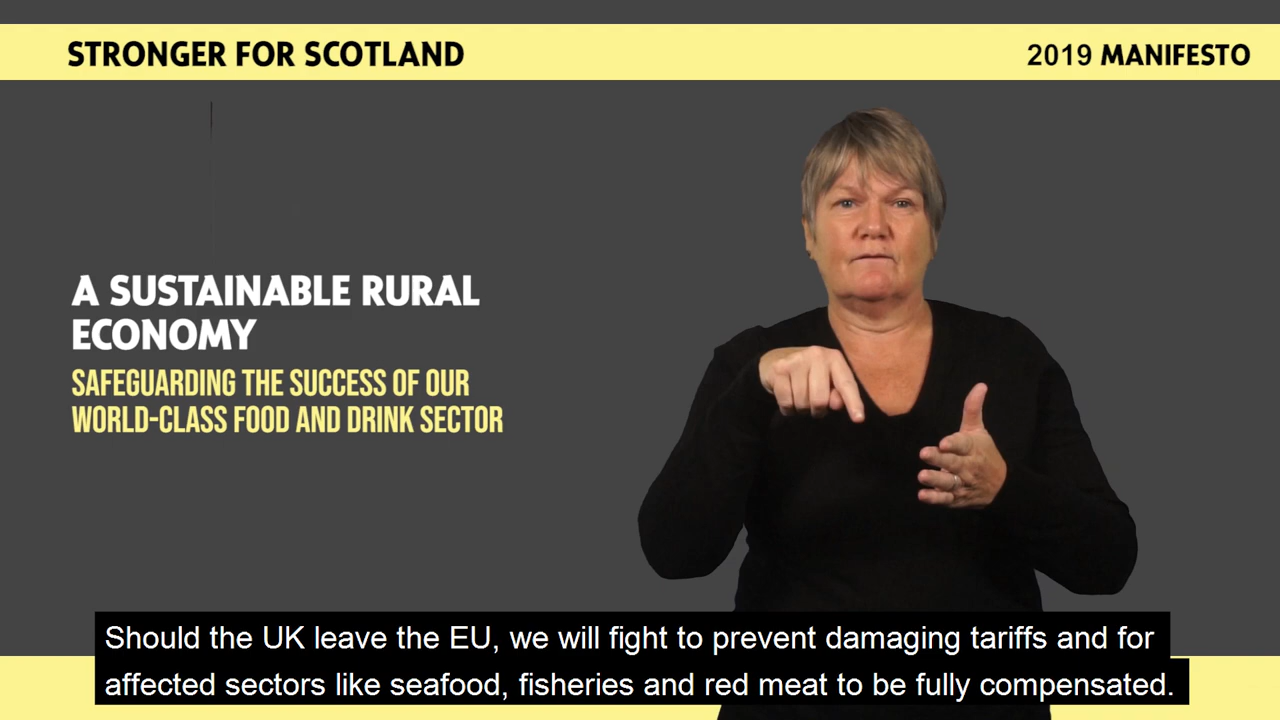 STRONGER FOR SCOTLAND
2019 MANIFESTO
A SUSTAINABLE RURAL
ECONOMY
SAFEGUARDING THE SUCCESS OF OUR
WORLD-CLASS FOOD AND DRINK SECTOR
Should the UK leave the EU, we will fight to prevent damaging tariffs and for
affected sectors like seafood, fisheries and red meat to be fully compensated.